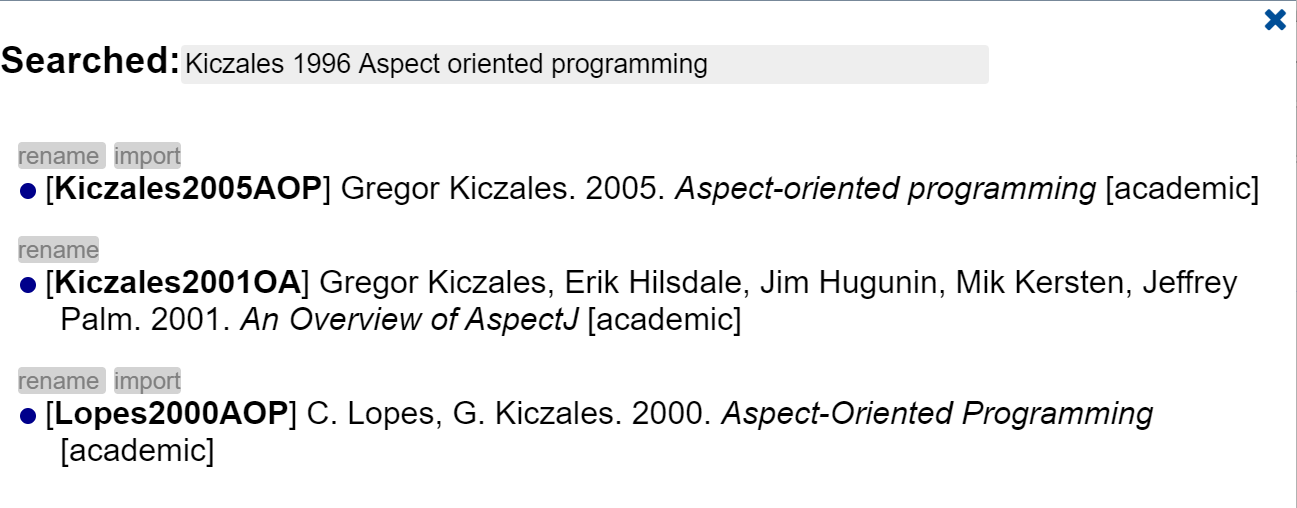 Searched: Kiczales 1996 Aspect oriented programming
rename import
[Kiczales2005AOP] Gregor Kiczales. 2005. Aspect-oriented programming [academic]
rename
[Kiczales2001OA] Gregor Kiczales, Erik Hilsdale, Jim Hugunin, Mik Kersten, Jeffrey
Palm. 2001. An Overview of AspectJ [academic]
rename import
[Lopes2000AOP] C. Lopes, G. Kiczales. 2000. Aspect-Oriented Programming
[academic]